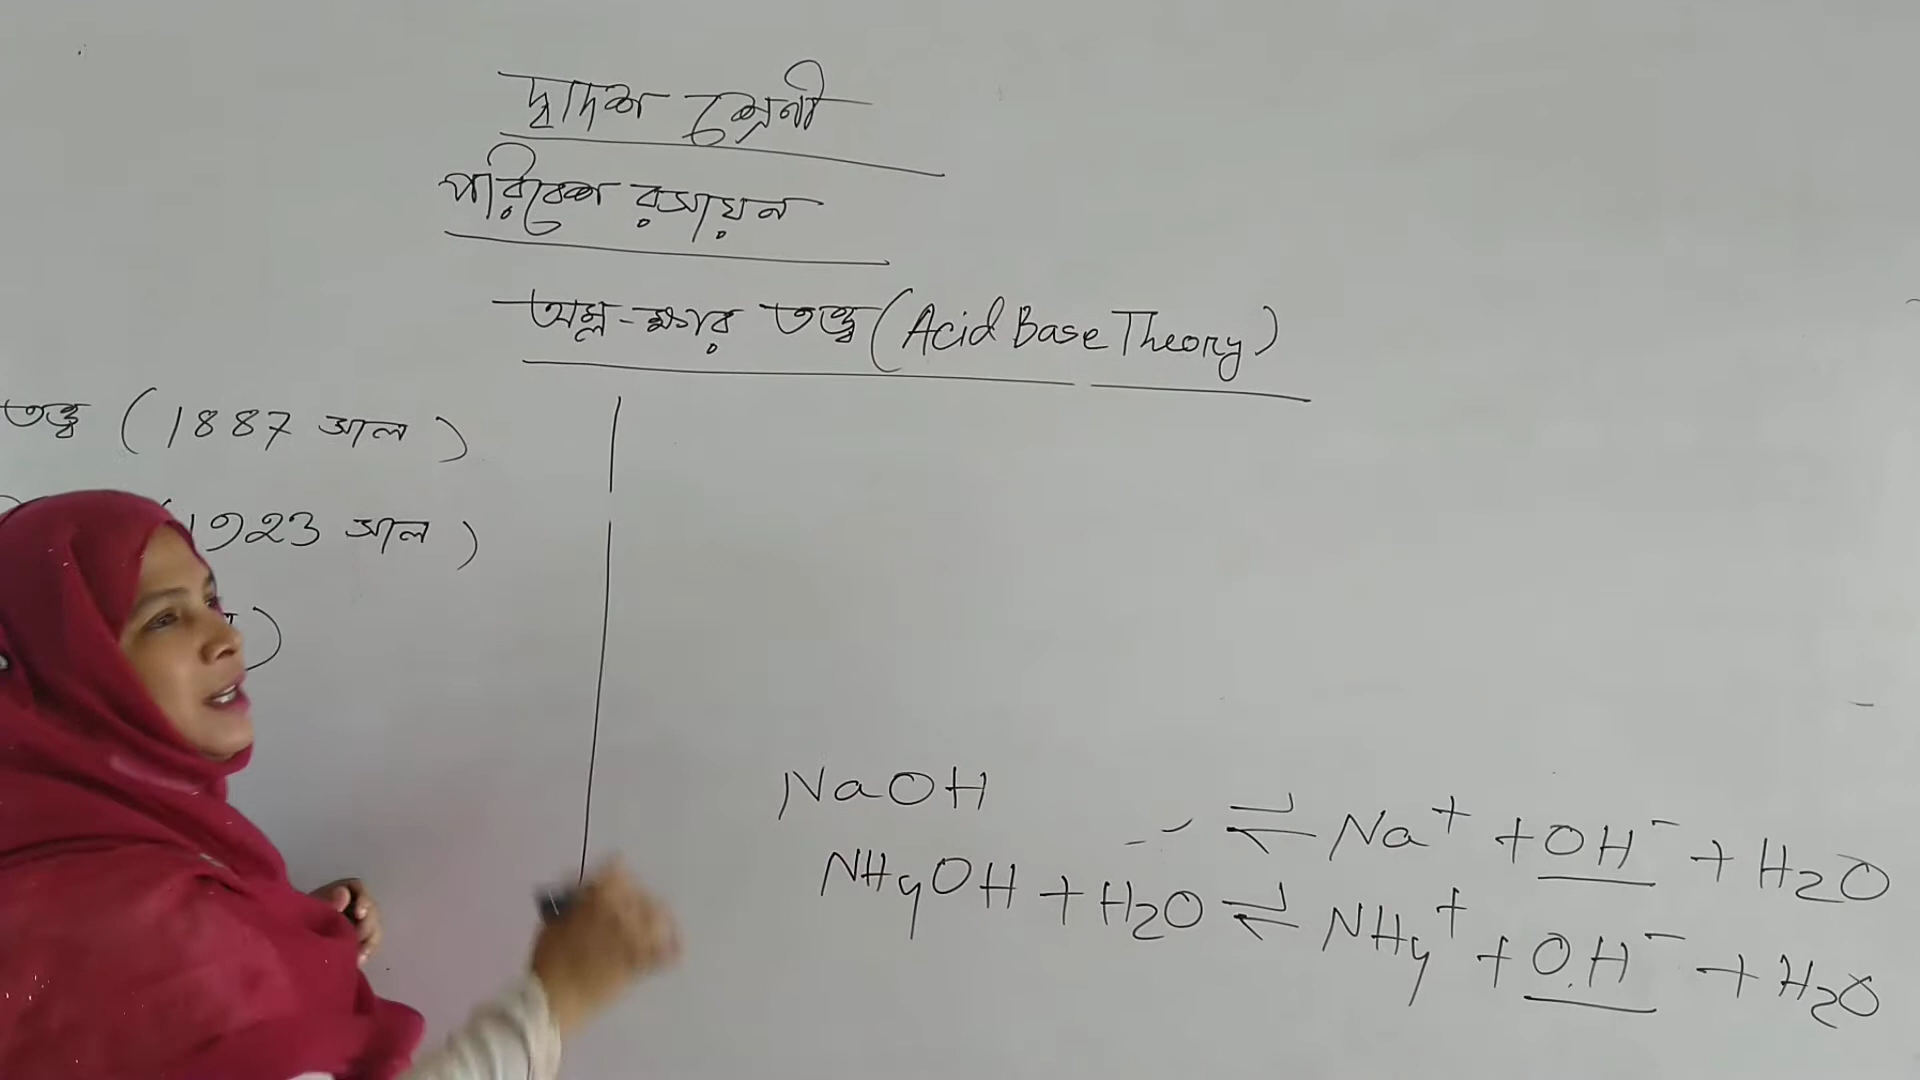 দ্বাদশ শ্রেনী
পরিবেশ রসায়ন
অম্ল-ক্ষার তত্ত্ব (Acid Base Theory)
তত্ত্ব (1887 সাল)
(1923 সাল)
NaOH ⇌ Na⁺ + OH⁻ + H₂O
NH₄OH + H₂O ⇌ NH₄⁺ + OH⁻ + H₂O